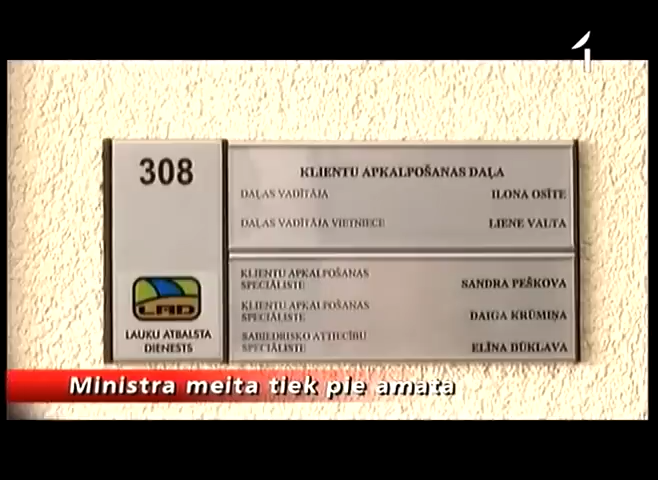 1
308
KLIENTU APKALPOŠANAS DAĻA
DAĻAS VADĪTĀJA ILONA OSĪTE
DAĻAS VADĪTĀJA VIETNIECE LIENE VALTA
KLIENTU APKALPOŠANAS
SPECIĀLISTE SANDRA PEŠKOVA
KLIENTU APKALPOŠANAS
SPECIĀLISTE DAIGA KRŪMIŅA
SABIEDRISKO ATTIECĪBU
SPECIĀLISTE ELĪNA DŪKLAVA
LAD
LAUKU ATBALSTA
DIENESTS
Ministra meita tiek pie amata